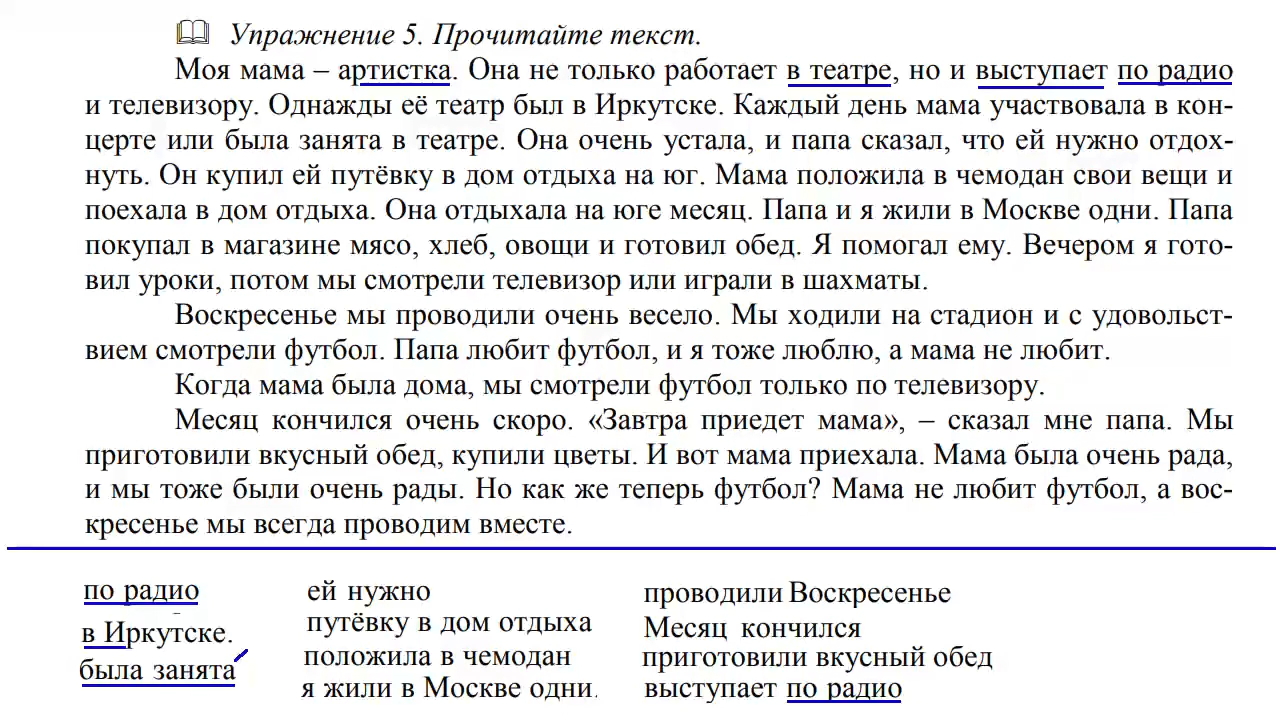 Упражнение 5. Прочитайте текст.
Моя мама – артистка. Она не только работает в театре, но и выступает по радио
и телевизору. Однажды её театр был в Иркутске. Каждый день мама участвовала в кон-
церте или была занята в театре. Она очень устала, и папа сказал, что ей нужно отдох-
нуть. Он купил ей путёвку в дом отдыха на юг. Мама положила в чемодан свои вещи и
поехала в дом отдыха. Она отдыхала на юге месяц. Папа и я жили в Москве одни. Папа
покупал в магазине мясо, хлеб, овощи и готовил обед. Я помогал ему. Вечером я гото-
вил уроки, потом мы смотрели телевизор или играли в шахматы.
Воскресенье мы проводили очень весело. Мы ходили на стадион и с удовольст-
вием смотрели футбол. Папа любит футбол, и я тоже люблю, а мама не любит.
Когда мама была дома, мы смотрели футбол только по телевизору.
Месяц кончился очень скоро. «Завтра приедет мама», – сказал мне папа. Мы
приготовили вкусный обед, купили цветы. И вот мама приехала. Мама была очень рада,
и мы тоже были очень рады. Но как же теперь футбол? Мама не любит футбол, а вос-
кресенье мы всегда проводим вместе.
по радио
в Иркутске.
была занята
ей нужно
путёвку в дом отдыха
положила в чемодан
я жили в Москве одни.
проводили Воскресенье
Месяц кончился
приготовили вкусный обед
выступает по радио